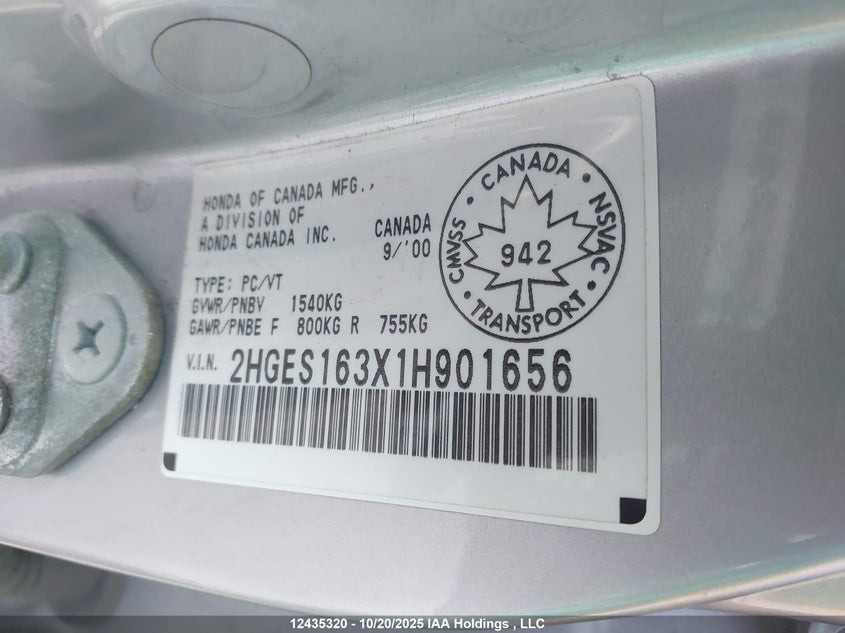 HONDA OF CANADA MFG.,
A DIVISION OF
HONDA CANADA INC.
CANADA
9/'00
TYPE: PC/VT
GVWR/PNBV 1540KG
GAWR/PNBE F 800KG R 755KG
V.I.N. 2HGES163X1H901656
CMVSS • CANADA • NSVAC • TRANSPORT •
942
12435320 - 10/20/2025 IAA Holdings , LLC